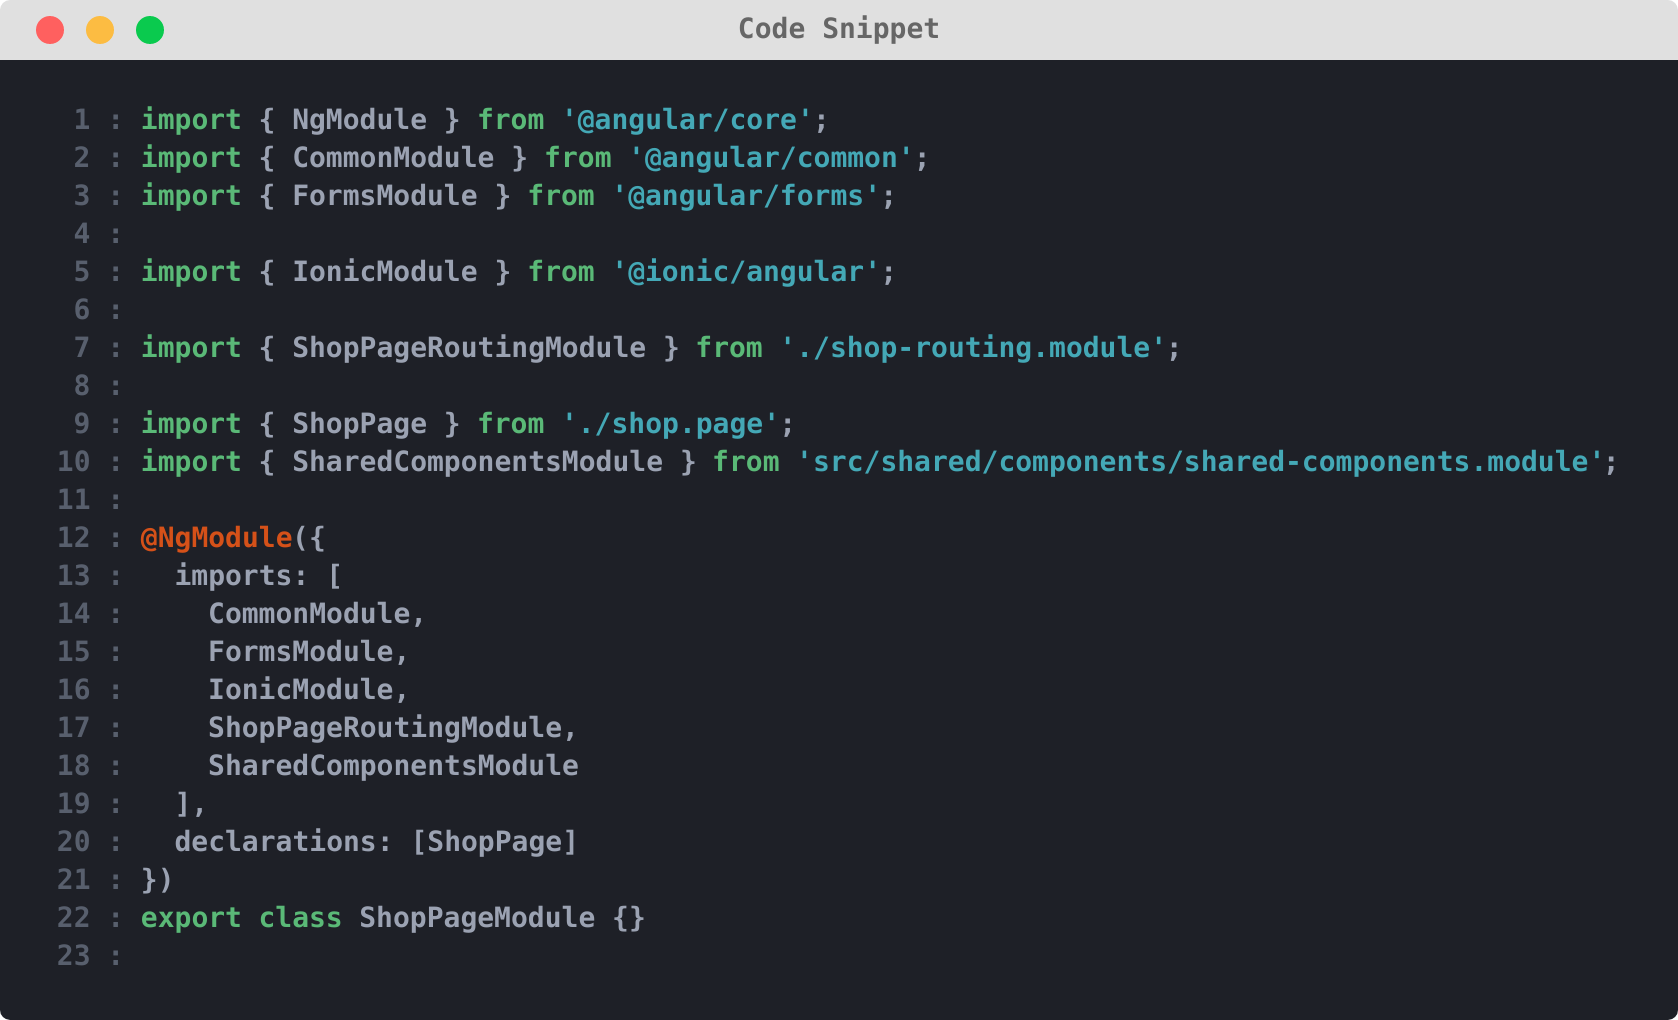 Code Snippet
1 : import { NgModule } from '@angular/core';
2 : import { CommonModule } from '@angular/common';
3 : import { FormsModule } from '@angular/forms';
4 :
5 : import { IonicModule } from '@ionic/angular';
6 :
7 : import { ShopPageRoutingModule } from './shop-routing.module';
8 :
9 : import { ShopPage } from './shop.page';
10 : import { SharedComponentsModule } from 'src/shared/components/shared-components.module';
11 :
12 : @NgModule({
13 :   imports: [
14 :     CommonModule,
15 :     FormsModule,
16 :     IonicModule,
17 :     ShopPageRoutingModule,
18 :     SharedComponentsModule
19 :   ],
20 :   declarations: [ShopPage]
21 : })
22 : export class ShopPageModule {}
23 :